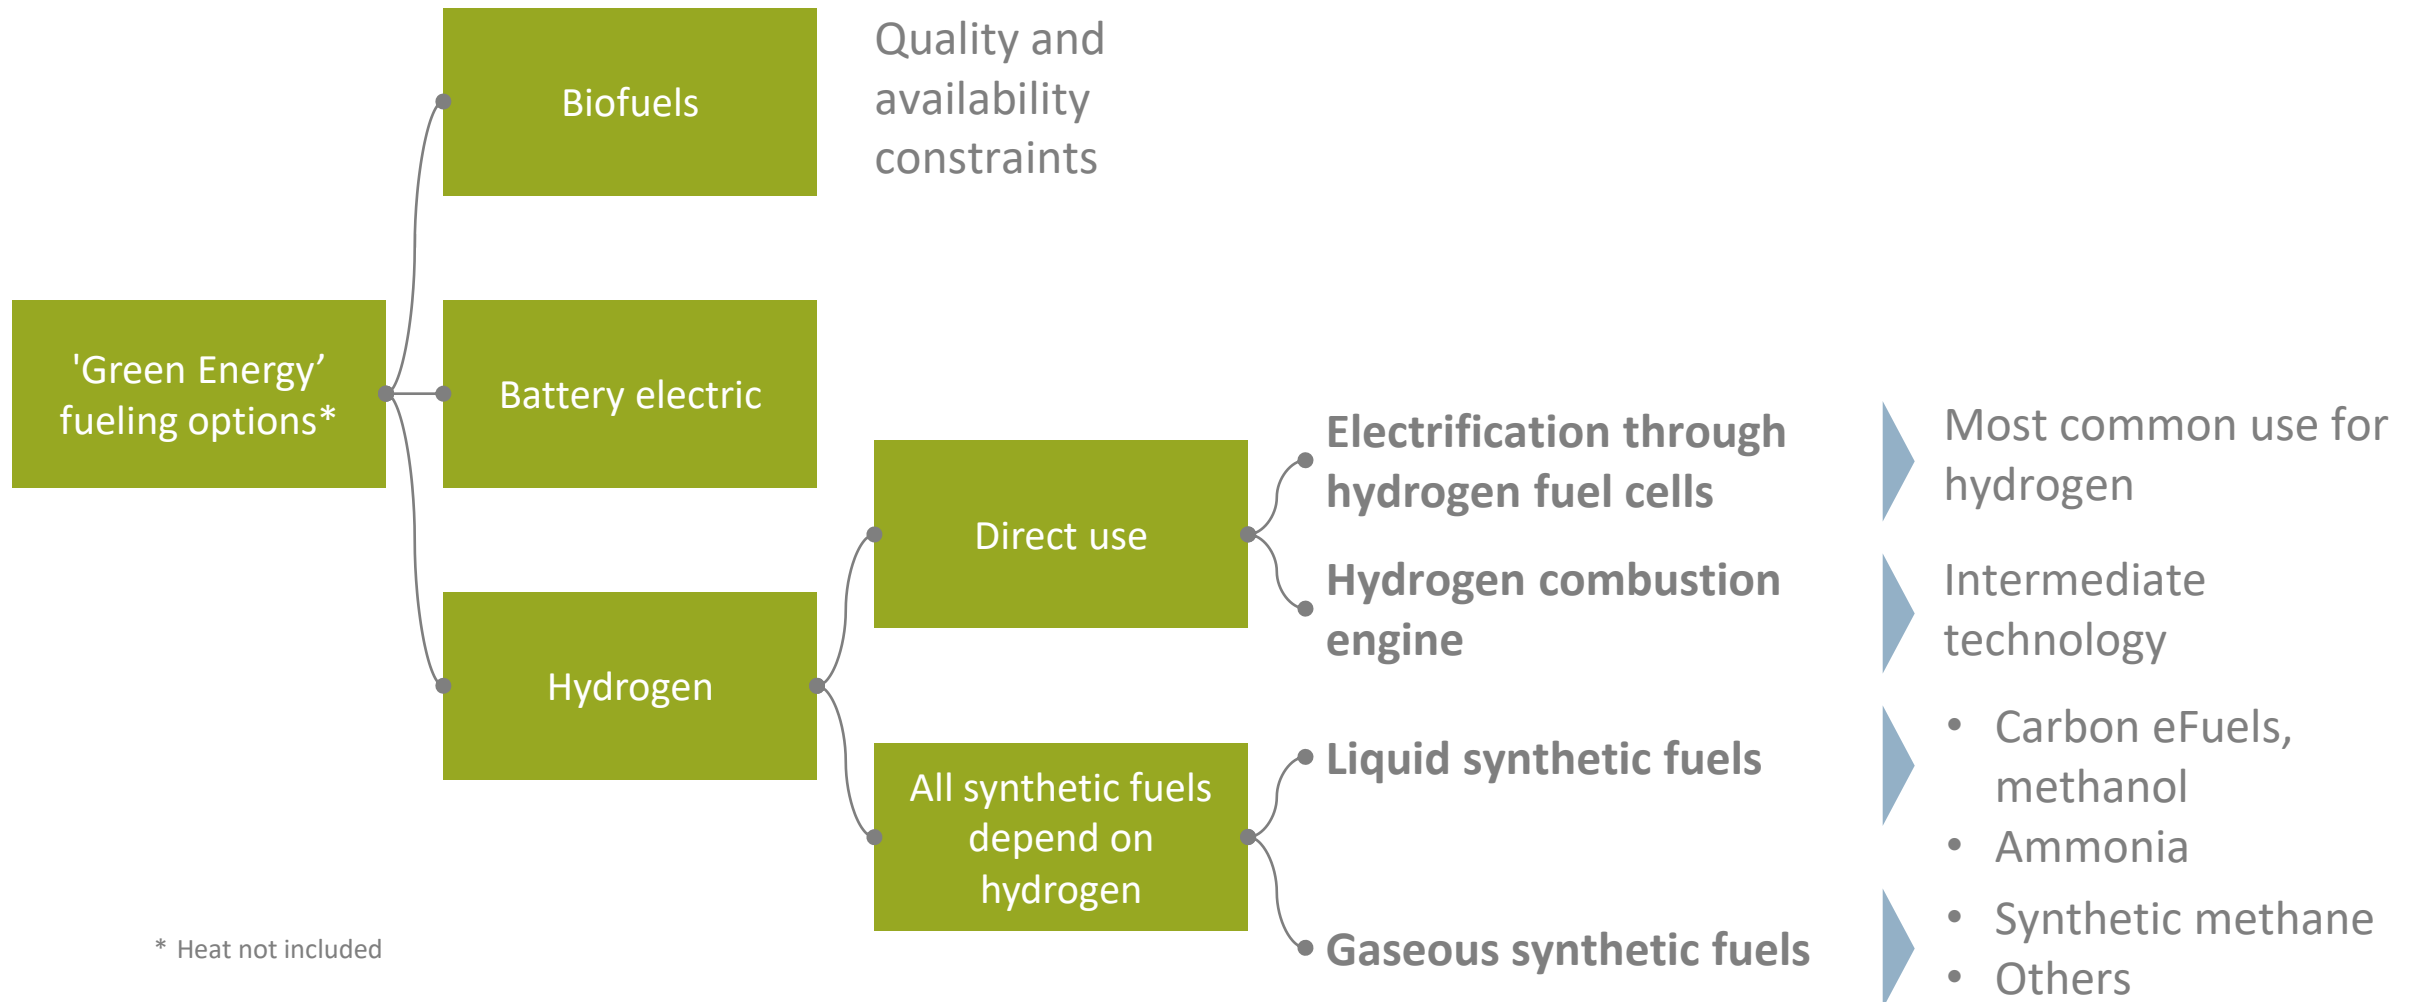 Biofuels
Quality and
availability
constraints
'Green Energy’
fueling options*
Battery electric
Hydrogen
Direct use
Electrification through
hydrogen fuel cells
Most common use for
hydrogen
Hydrogen combustion
engine
Intermediate
technology
All synthetic fuels
depend on
hydrogen
Liquid synthetic fuels
• Carbon eFuels,
methanol
• Ammonia
Gaseous synthetic fuels
• Synthetic methane
• Others
* Heat not included